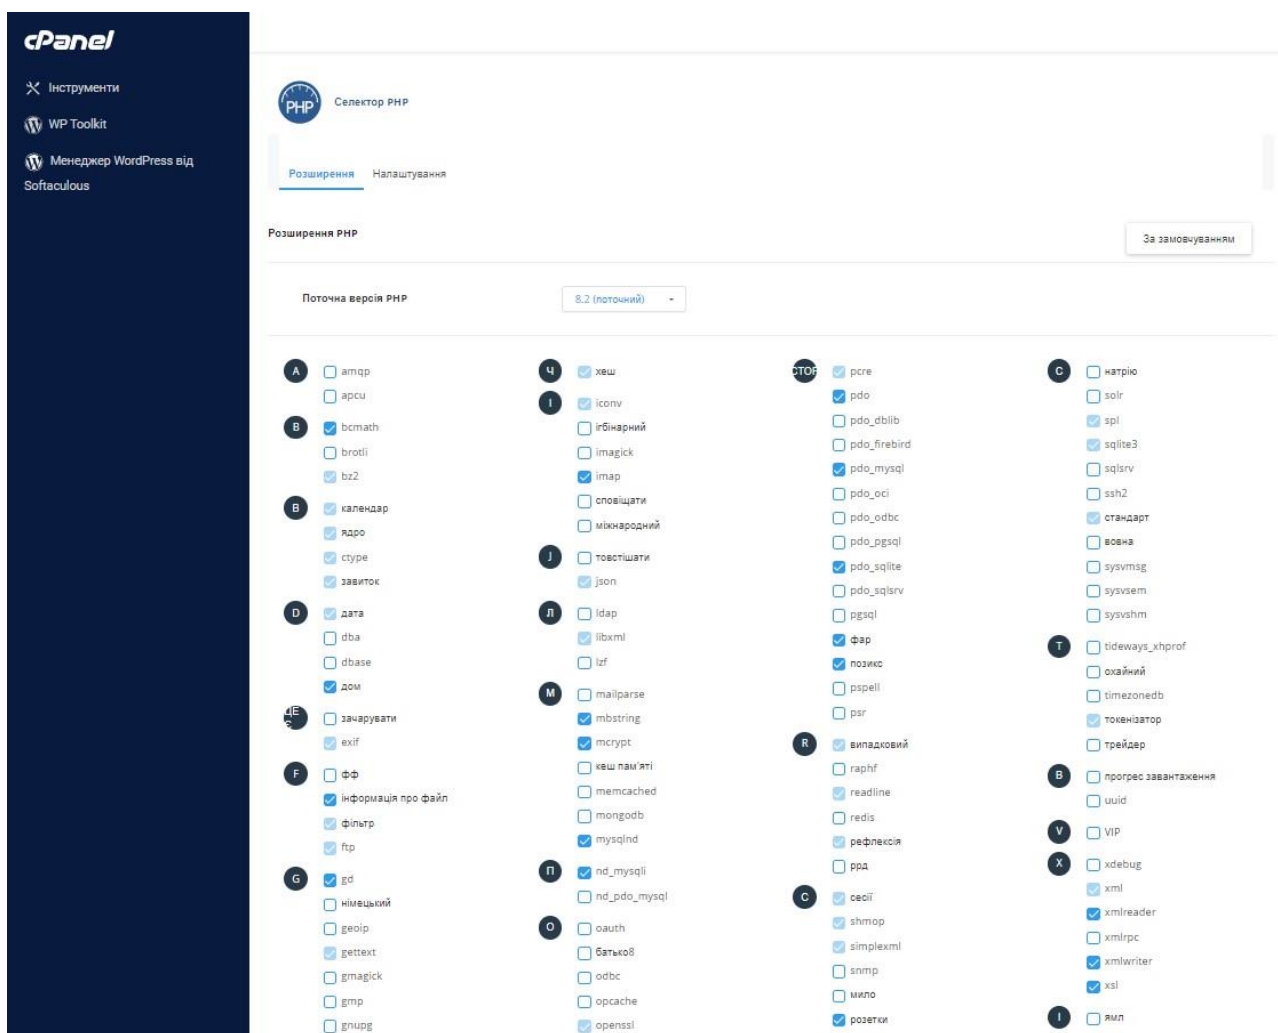 cPanel
Інструменти
WP Toolkit
Менеджер WordPress від
Softaculous
PHP
Селектор PHP
Розширення
Налаштування
Розширення PHP
За замовчуванням
Поточна версія PHP
8.2 (поточний)
A
amqp
apcu
B
bcmath
brotli
bz2
В
календар
ядро
ctype
завиток
D
дата
dba
dbase
дом
ЦЕ
Є
зачарувати
exif
F
фф
інформація про файл
фільтр
ftp
G
gd
німецький
geoip
gettext
gmagick
gmp
gnupg
Ч
хеш
І
iconv
ігбінарний
imagick
imap
сповіщати
міжнародний
J
товстішати
json
Л
ldap
libxml
lzf
М
mailparse
mbstring
mcrypt
кеш пам'яті
memcached
mongodb
mysqlnd
П
nd_mysqli
nd_pdo_mysql
О
oauth
батько8
odbc
opcache
openssl
СТОР
pcre
pdo
pdo_dblib
pdo_firebird
pdo_mysql
pdo_oci
pdo_odbc
pdo_pgsql
pdo_sqlite
pdo_sqlsrv
pgsql
фар
позикс
pspell
psr
R
випадковий
raphf
readline
redis
рефлексія
ррд
С
сесії
shmop
simplexml
snmp
мило
розетки
С
натрію
solr
spl
sqlite3
sqlsrv
ssh2
стандарт
вовна
sysvmsg
sysvsem
sysvshm
Т
tideways_xhprof
охайний
timezonedb
токенізатор
трейдер
В
прогрес завантаження
uuid
V
VIP
X
xdebug
xml
xmlreader
xmlrpc
xmlwriter
xsl
І
ямл